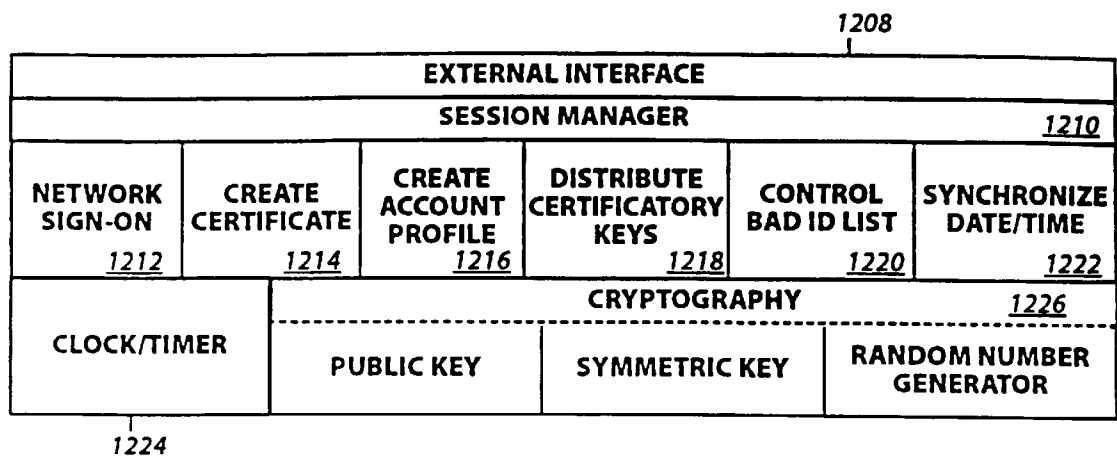 1208
EXTERNAL INTERFACE
SESSION MANAGER
1210
NETWORK
SIGN-ON
1212
CREATE
CERTIFICATE
1214
CREATE
ACCOUNT
PROFILE
1216
DISTRIBUTE
CERTIFICATORY
KEYS
1218
CONTROL
BAD ID LIST
1220
SYNCHRONIZE
DATE/TIME
1222
CLOCK/TIMER
CRYPTOGRAPHY
1226
PUBLIC KEY
SYMMETRIC KEY
RANDOM NUMBER
GENERATOR
1224